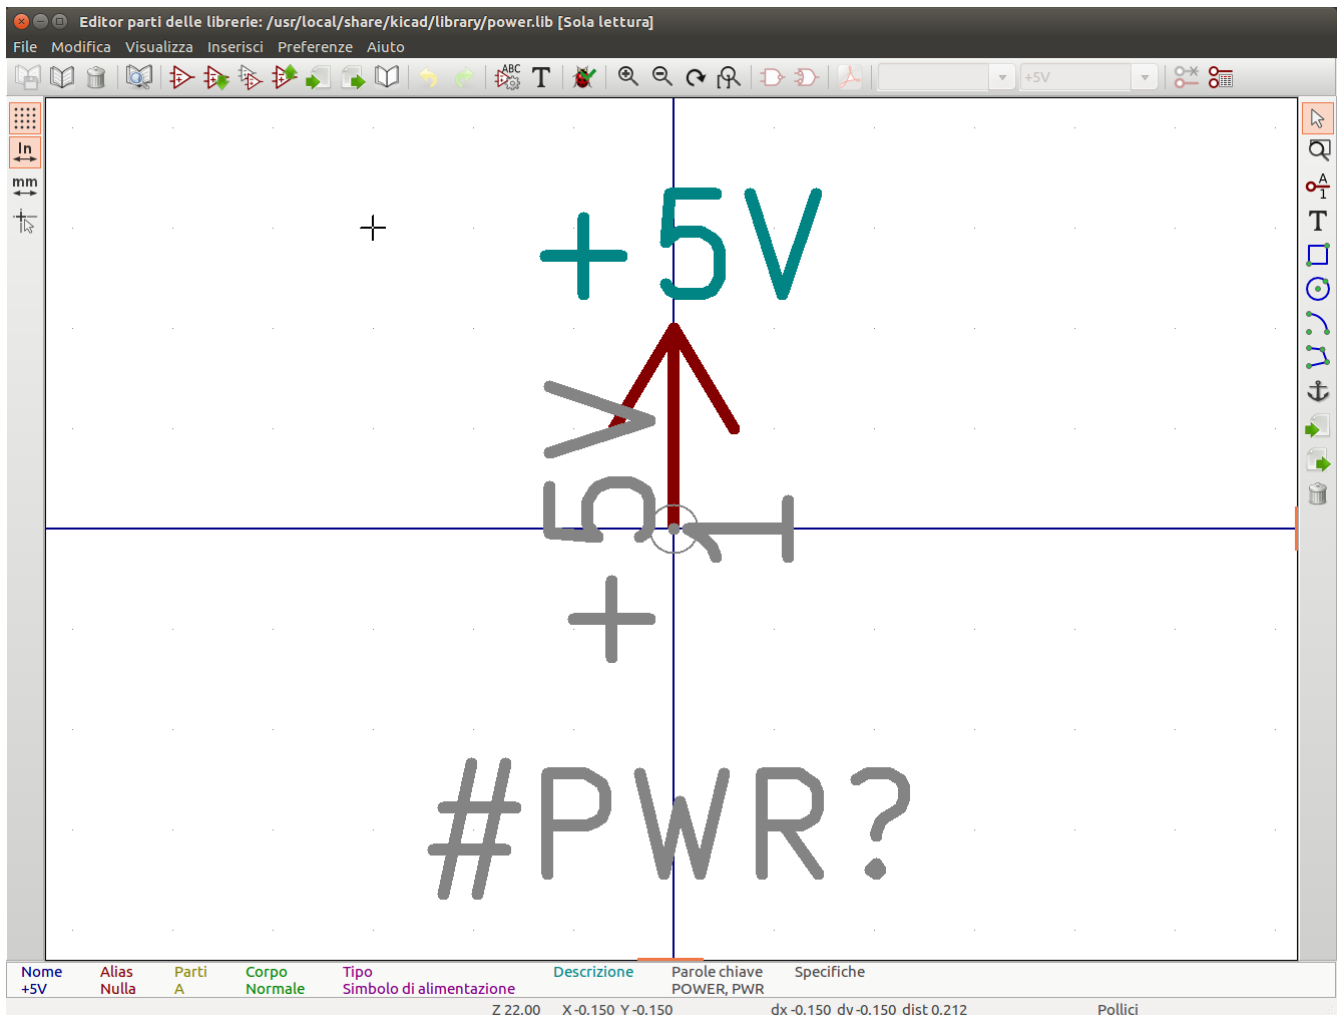 Editor parti delle librerie: /usr/local/share/kicad/library/power.lib [Sola lettura]
File Modifica Visualizza Inserisci Preferenze Aiuto
ABC T +5V
In
mm
A
1
T
+5V
+5V
1
#PWR?
Nome Alias Parti Corpo Tipo Descrizione Parole chiave Specifiche
+5V Nulla A Normale Simbolo di alimentazione POWER, PWR
Z 22.00 X -0.150 Y -0.150 dx -0.150 dy -0.150 dist 0.212 Pollici